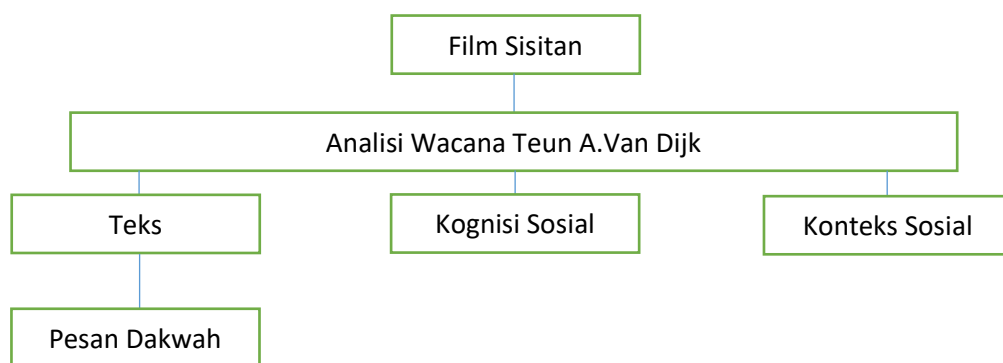 Film Sisitan
Analisi Wacana Teun A.Van Dijk
Teks
Kognisi Sosial
Konteks Sosial
Pesan Dakwah